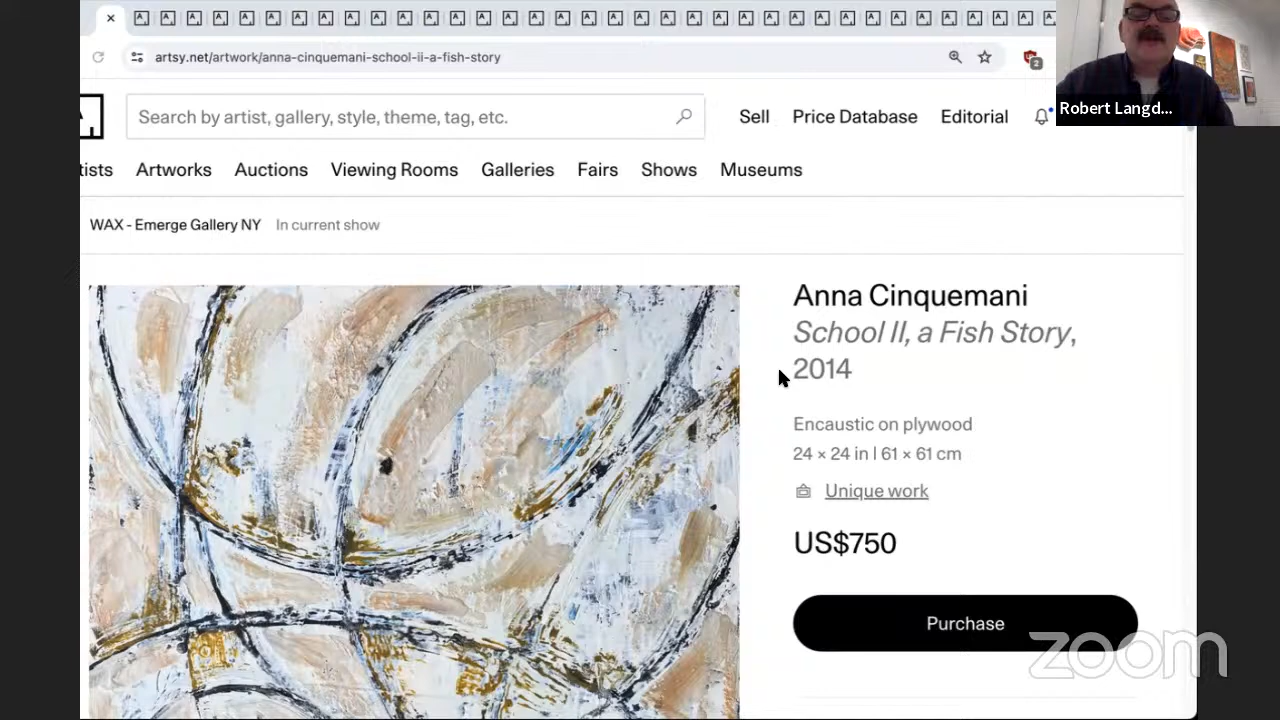 artsy.net/artwork/anna-cinquemani-school-ii-a-fish-story
2
Search by artist, gallery, style, theme, tag, etc.
Sell Price Database Editorial
Robert Langd...
tists Artworks Auctions Viewing Rooms Galleries Fairs Shows Museums
WAX - Emerge Gallery NY In current show
Anna Cinquemani
School II, a Fish Story,
2014
Encaustic on plywood
24 × 24 in | 61 × 61 cm
Unique work
US$750
Purchase
zoom